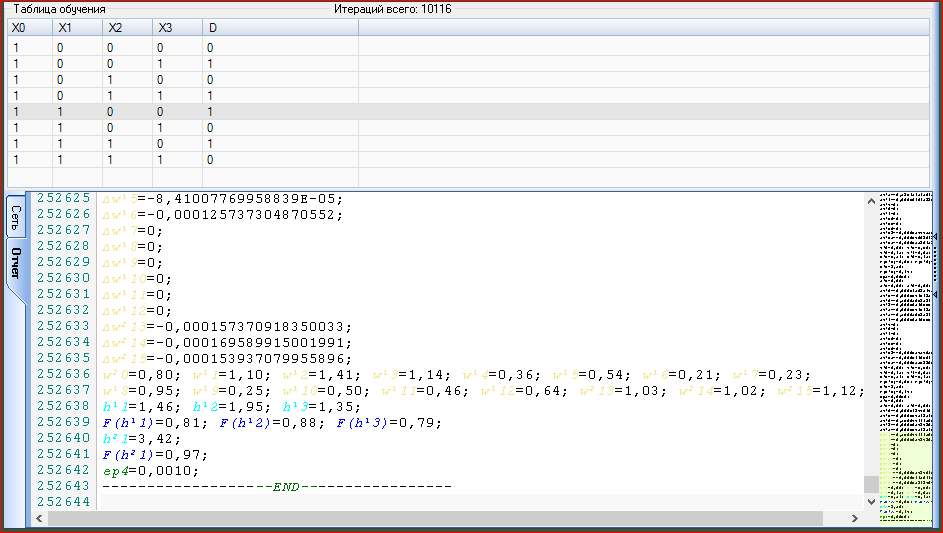 Таблица обучения Итераций всего: 10116
X0 X1 X2 X3 D
1 0 0 0 0
1 0 0 1 1
1 0 1 0 0
1 0 1 1 1
1 1 0 0 1
1 1 0 1 0
1 1 1 0 1
1 1 1 1 0
Сеть
Отчет
252625 Δw¹5=-8,41007769958839E-05;
252626 Δw¹6=-0,000125737304870552;
252627 Δw¹7=0;
252628 Δw¹8=0;
252629 Δw¹9=0;
252630 Δw¹10=0;
252631 Δw¹11=0;
252632 Δw¹12=0;
252633 Δw²13=-0,000157370918350033;
252634 Δw²14=-0,000169589915001991;
252635 Δw²15=-0,000153937079955896;
252636 w²0=0,80; w¹1=1,10; w¹2=1,41; w¹3=1,14; w¹4=0,36; w¹5=0,54; w¹6=0,21; w¹7=0,23;
252637 w¹8=0,95; w¹9=0,25; w¹10=0,50; w¹11=0,46; w¹12=0,64; w²13=1,03; w²14=1,02; w²15=1,12;
252638 h¹1=1,46; h¹2=1,95; h¹3=1,35;
252639 F(h¹1)=0,81; F(h¹2)=0,88; F(h¹3)=0,79;
252640 h²1=3,42;
252641 F(h²1)=0,97;
252642 ep4=0,0010;
252643 -------------------END-----------------
252644